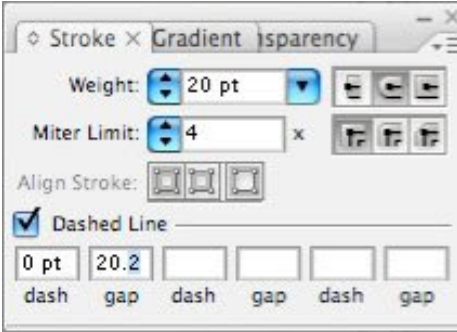 Stroke Gradient nsparency
Weight: 20 pt
Miter Limit: 4 x
Align Stroke:
Dashed Line
0 pt 20.2
dash gap dash gap dash gap